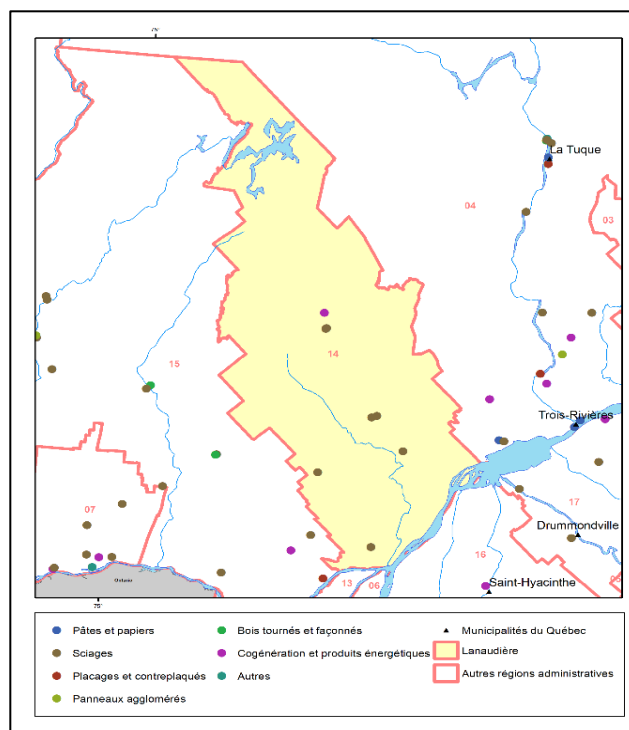 75°
La Tuque
04
03
14
15
Trois-Rivières
07
17
Drummondville
16
Saint-Hyacinthe
13
06
75°
Pâtes et papiers
Sciages
Placages et contreplaqués
Panneaux agglomérés
Bois tournés et façonnés
Cogénération et produits énergétiques
Autres
Municipalités du Québec
Lanaudière
Autres régions administratives